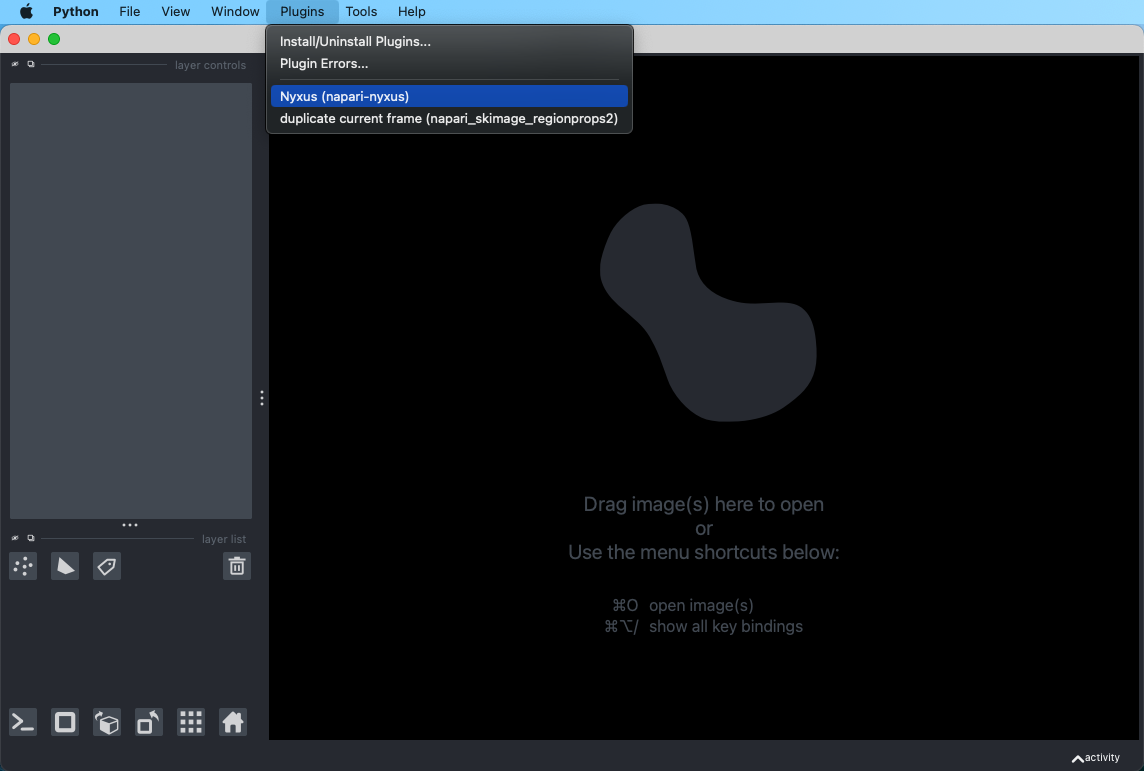 Python File View Window Plugins Tools Help
Install/Uninstall Plugins...
Plugin Errors...
Nyxus (napari-nyxus)
duplicate current frame (napari_skimage_regionprops2)
layer controls
Drag image(s) here to open
or
Use the menu shortcuts below:
⌘O open image(s)
⌘⌥/ show all key bindings
layer list
activity